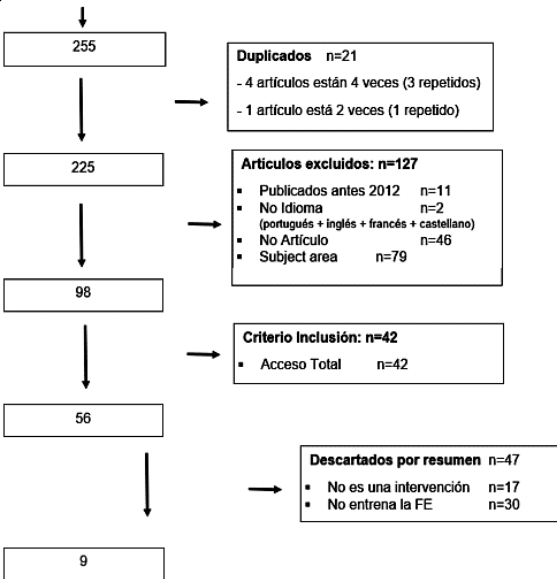 255
Duplicados n=21
- 4 artículos están 4 veces (3 repetidos)
- 1 artículo está 2 veces (1 repetido)
225
Artículos excluidos: n=127
▪ Publicados antes 2012 n=11
▪ No Idioma n=2
(portugués + inglés + francés + castellano)
▪ No Artículo n=46
▪ Subject area n=79
98
Criterio Inclusión: n=42
▪ Acceso Total n=42
56
Descartados por resumen n=47
▪ No es una intervención n=17
▪ No entrena la FE n=30
9